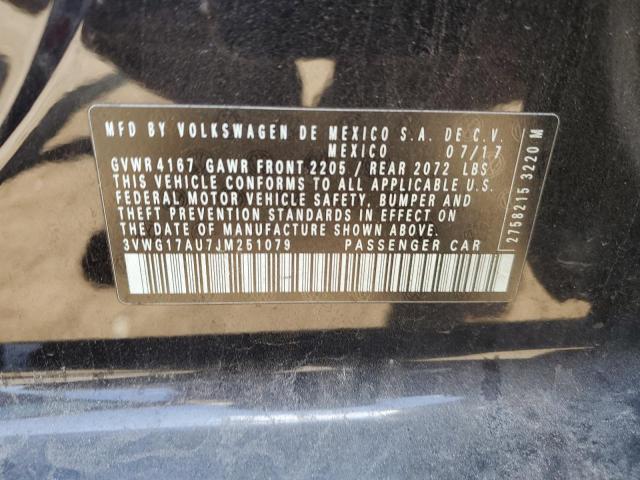 MFD BY VOLKSWAGEN DE MEXICO S.A. DE C.V.
MEXICO 07/17
GVWR 4167 GAWR FRONT 2205 / REAR 2072 LBS
THIS VEHICLE CONFORMS TO ALL APPLICABLE U.S.
FEDERAL MOTOR VEHICLE SAFETY, BUMPER AND
THEFT PREVENTION STANDARDS IN EFFECT ON
THE DATE OF MANUFACTURE SHOWN ABOVE.
3VWG17AU7JM251079 PASSENGER CAR
2758215 3220 M